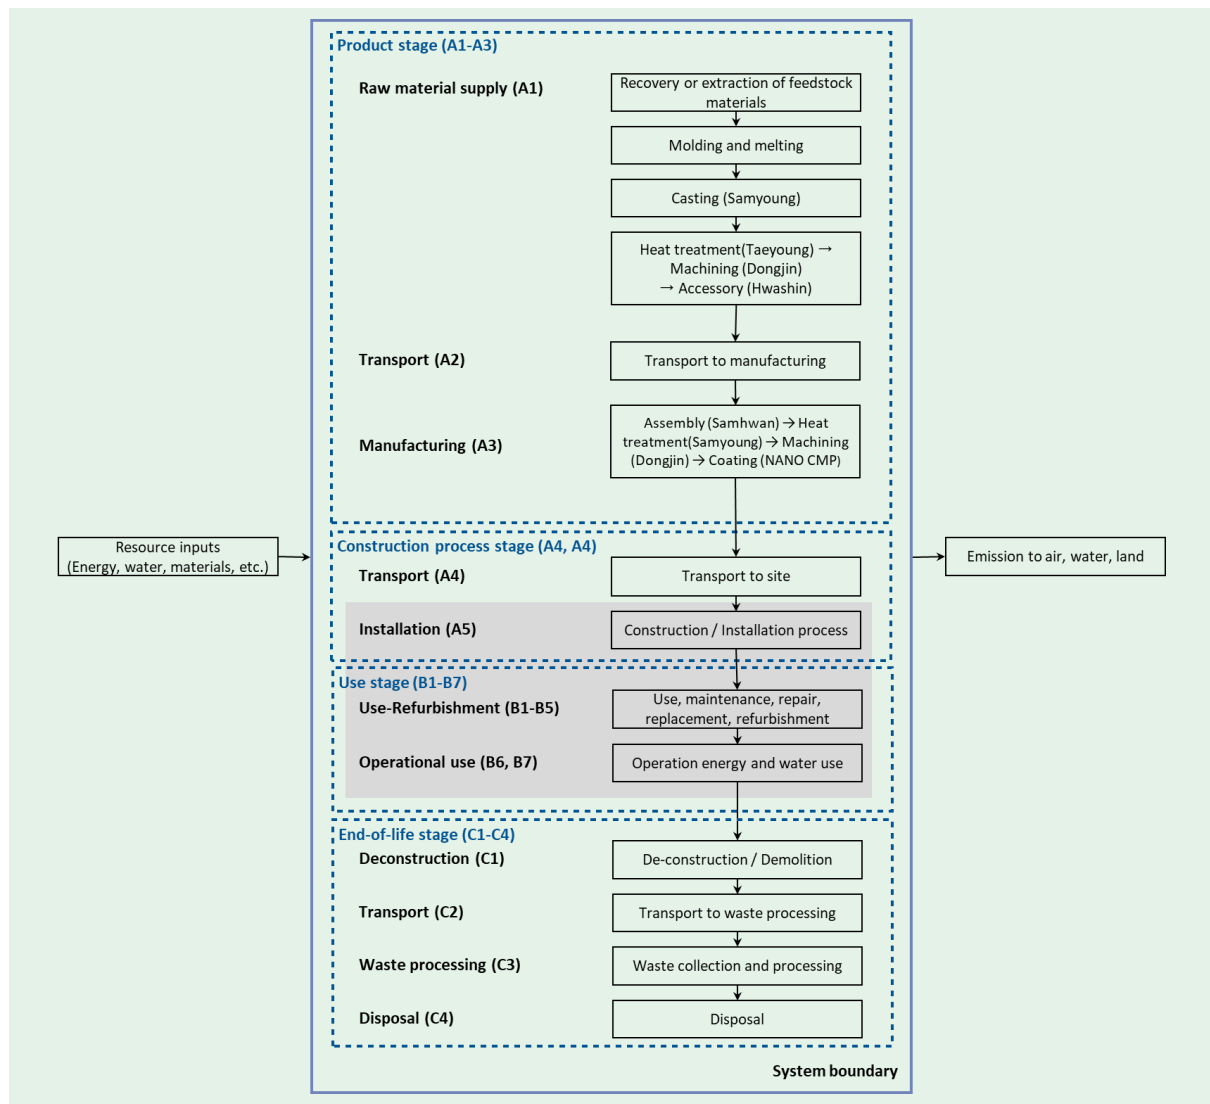 Product stage (A1-A3)
Raw material supply (A1)
Recovery or extraction of feedstock
materials
Molding and melting
Casting (Samyoung)
Heat treatment(Taeyoung) →
Machining (Dongjin)
→ Accessory (Hwashin)
Transport (A2)
Transport to manufacturing
Manufacturing (A3)
Assembly (Samhwan) → Heat
treatment(Samyoung) → Machining
(Dongjin) → Coating (NANO CMP)
Resource inputs
(Energy, water, materials, etc.)
Construction process stage (A4, A4)
Transport (A4)
Transport to site
Emission to air, water, land
Installation (A5)
Construction / Installation process
Use stage (B1-B7)
Use-Refurbishment (B1-B5)
Use, maintenance, repair,
replacement, refurbishment
Operational use (B6, B7)
Operation energy and water use
End-of-life stage (C1-C4)
Deconstruction (C1)
De-construction / Demolition
Transport (C2)
Transport to waste processing
Waste processing (C3)
Waste collection and processing
Disposal (C4)
Disposal
System boundary